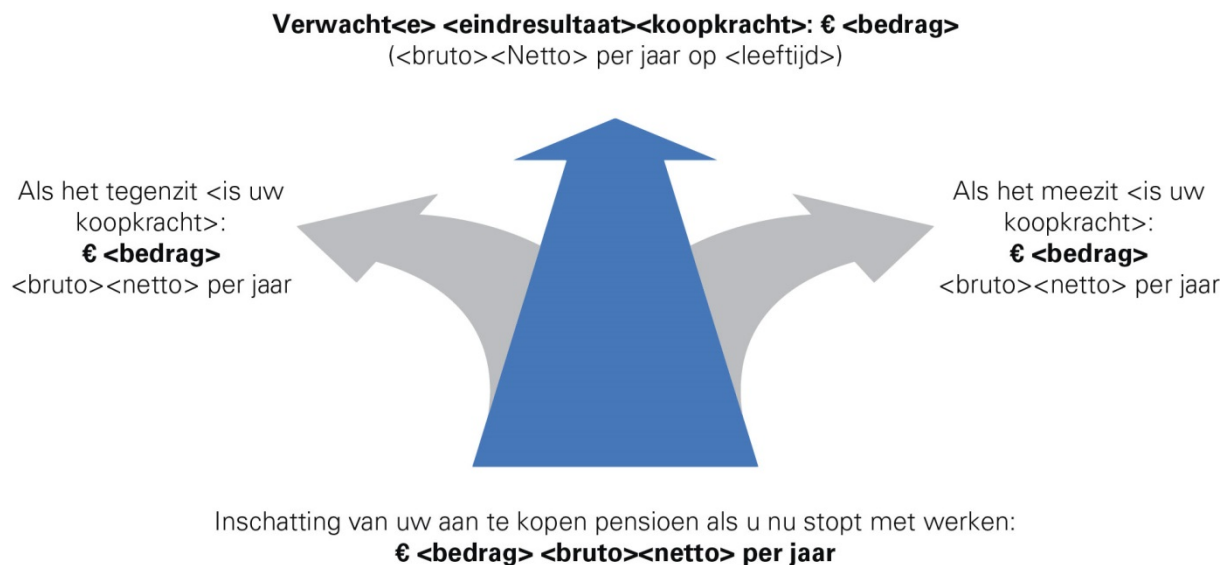 Verwacht<e> <eindresultaat><koopkracht>: € <bedrag>
(<bruto><Netto> per jaar op <leeftijd>)
Als het tegenzit <is uw
koopkracht>:
€ <bedrag>
<bruto><netto> per jaar
Als het meezit <is uw
koopkracht>:
€ <bedrag>
<bruto><netto> per jaar
Inschatting van uw aan te kopen pensioen als u nu stopt met werken:
€ <bedrag> <bruto><netto> per jaar